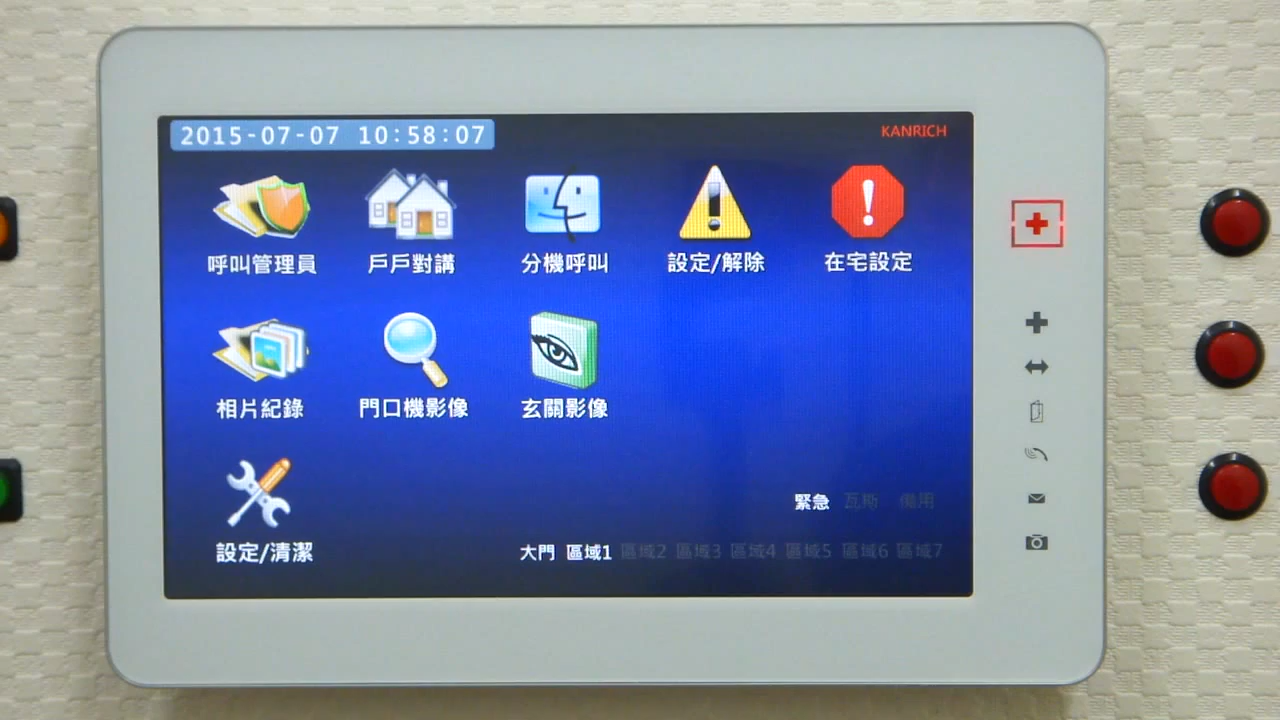 2015-07-07 10:58:07
KANRICH
呼叫管理員 戶戶對講 分機呼叫 設定/解除 在宅設定
相片紀錄 門口機影像 玄關影像
緊急 瓦斯 備用
設定/清潔
大門 區域1 區域2 區域3 區域4 區域5 區域6 區域7